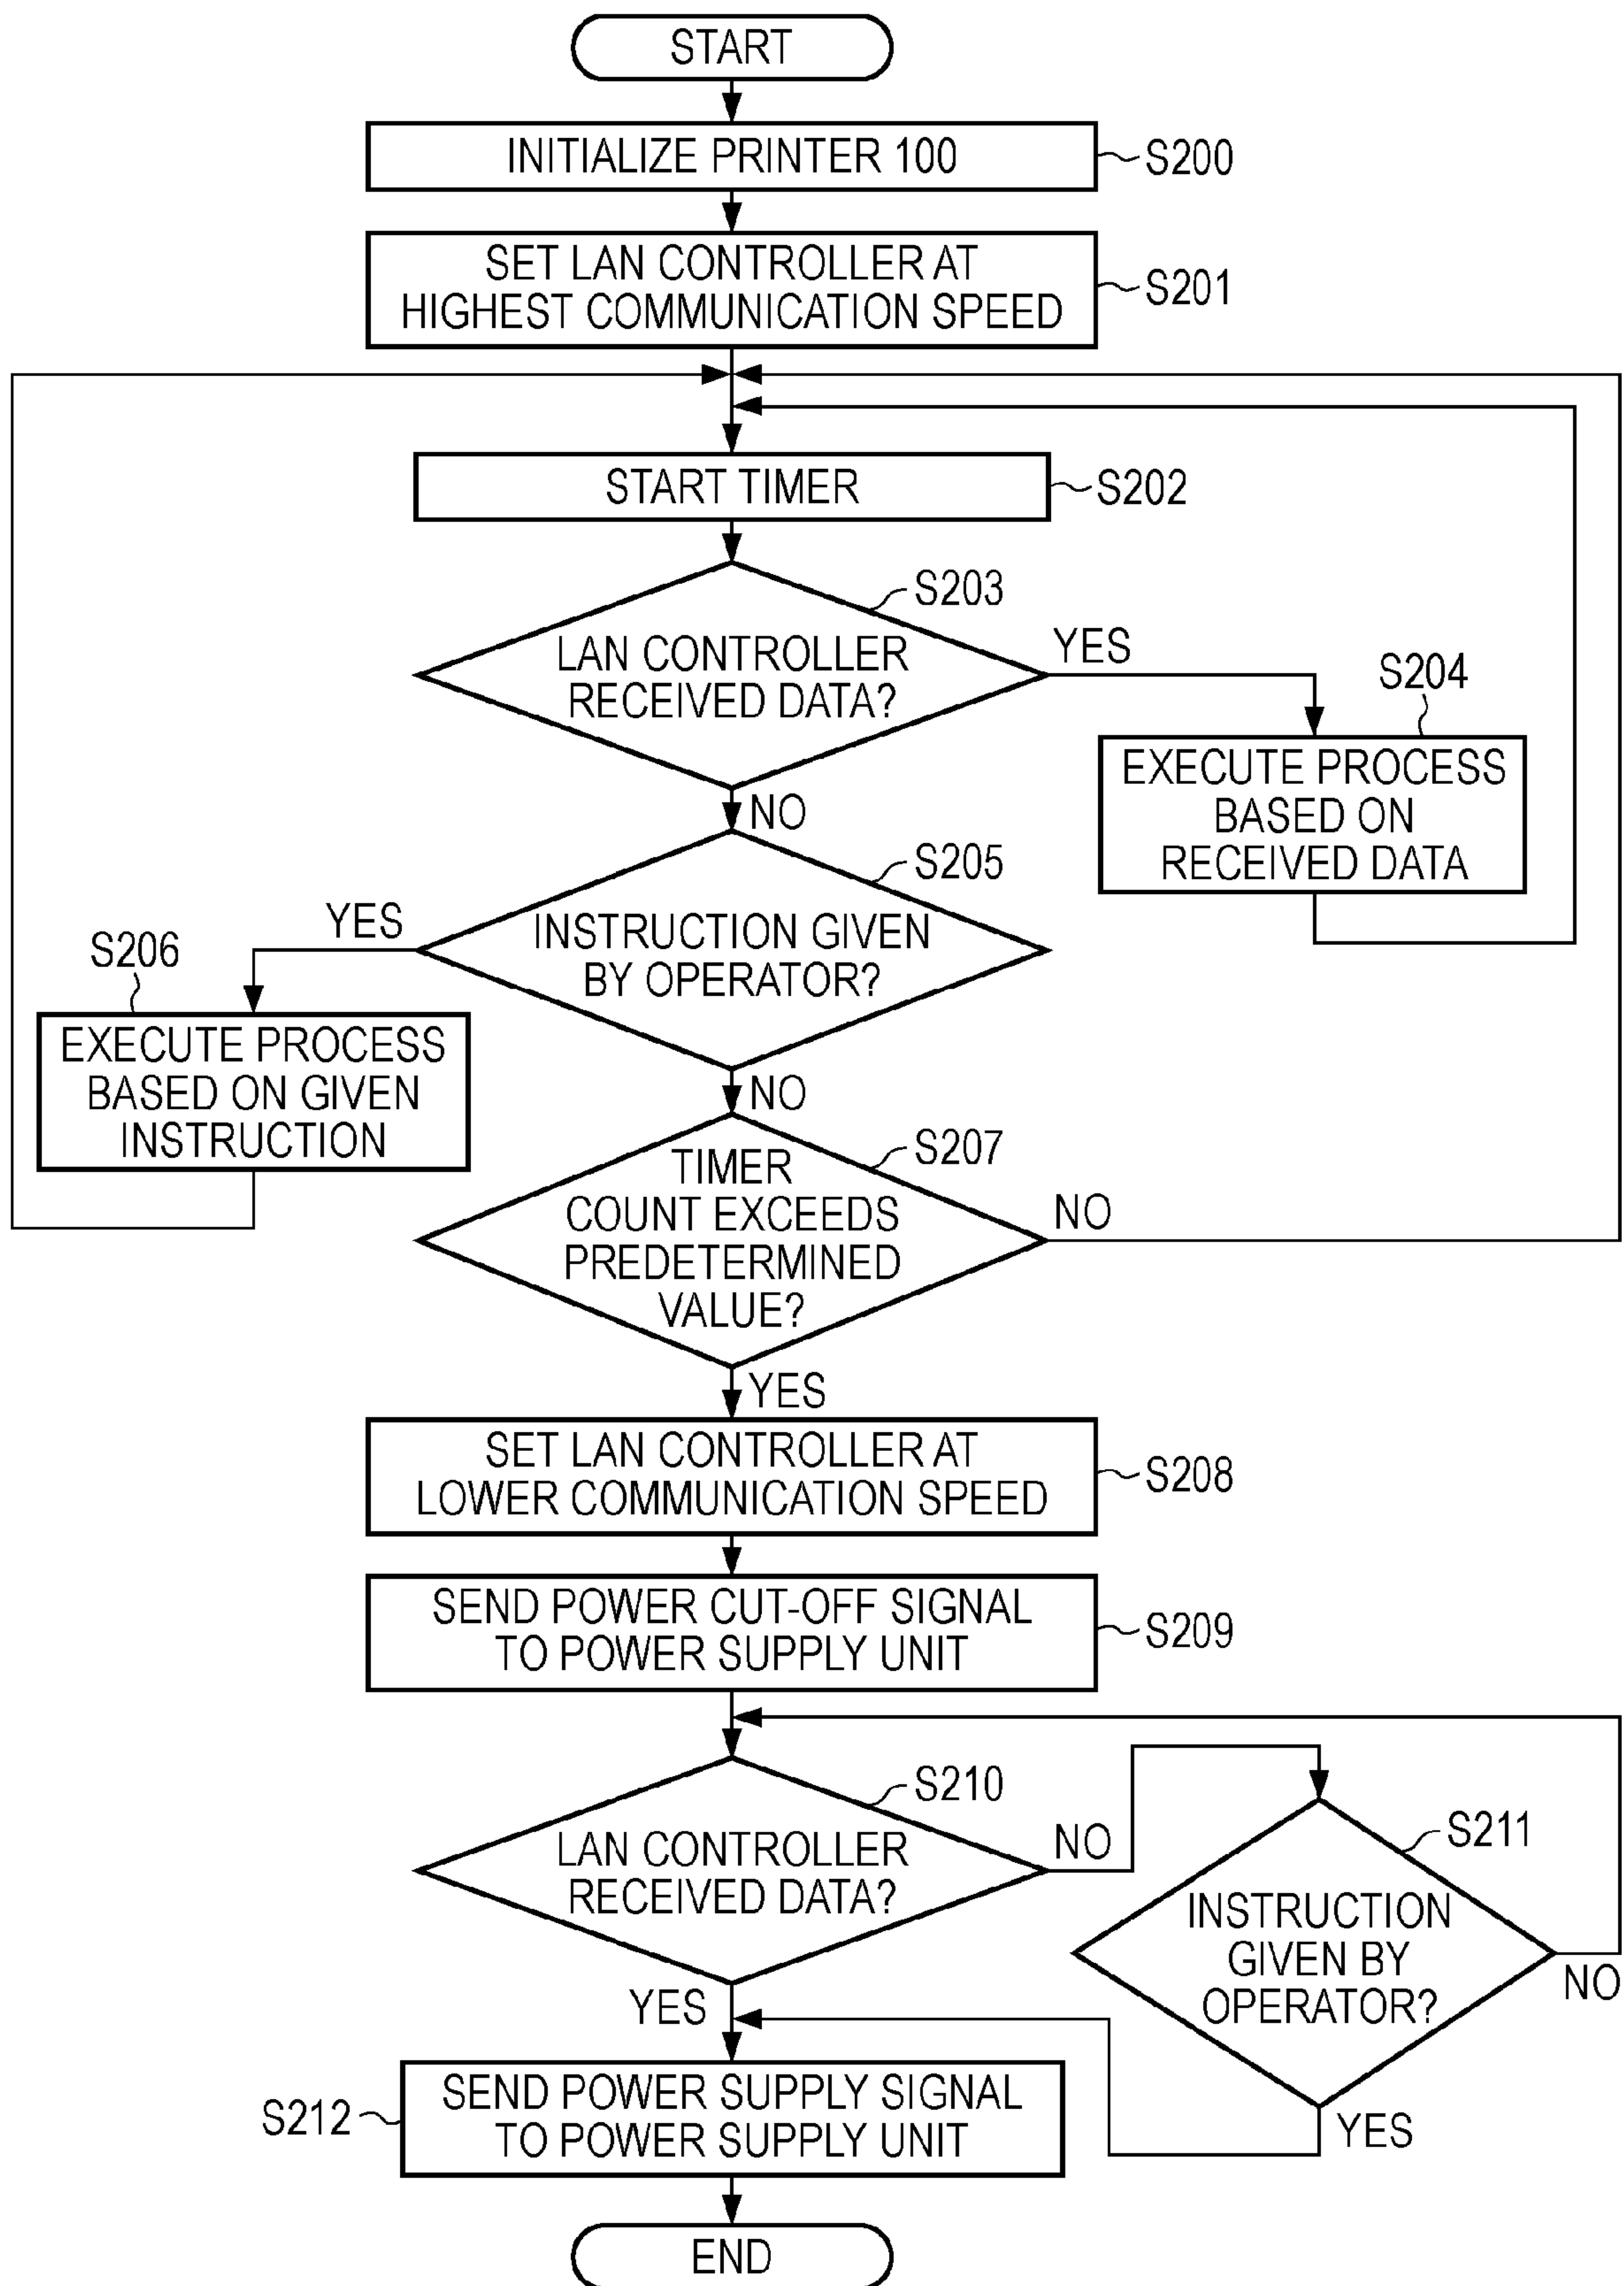 START
INITIALIZE PRINTER 100
S200
SET LAN CONTROLLER AT
HIGHEST COMMUNICATION SPEED
S201
START TIMER
S202
S203
LAN CONTROLLER
RECEIVED DATA?
YES
NO
S204
EXECUTE PROCESS
BASED ON
RECEIVED DATA
S205
INSTRUCTION GIVEN
BY OPERATOR?
YES
NO
S206
EXECUTE PROCESS
BASED ON GIVEN
INSTRUCTION
S207
TIMER
COUNT EXCEEDS
PREDETERMINED
VALUE?
NO
YES
SET LAN CONTROLLER AT
LOWER COMMUNICATION SPEED
S208
SEND POWER CUT-OFF SIGNAL
TO POWER SUPPLY UNIT
S209
S210
LAN CONTROLLER
RECEIVED DATA?
NO
YES
S211
INSTRUCTION
GIVEN BY
OPERATOR?
NO
YES
S212
SEND POWER SUPPLY SIGNAL
TO POWER SUPPLY UNIT
END